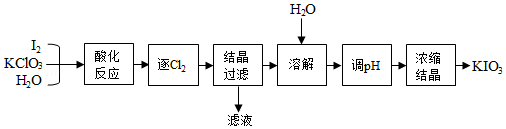 I₂
KClO₃
H₂O
酸化
反应
逐Cl₂
结晶
过滤
滤液
H₂O
溶解
调pH
浓缩
结晶
KIO₃